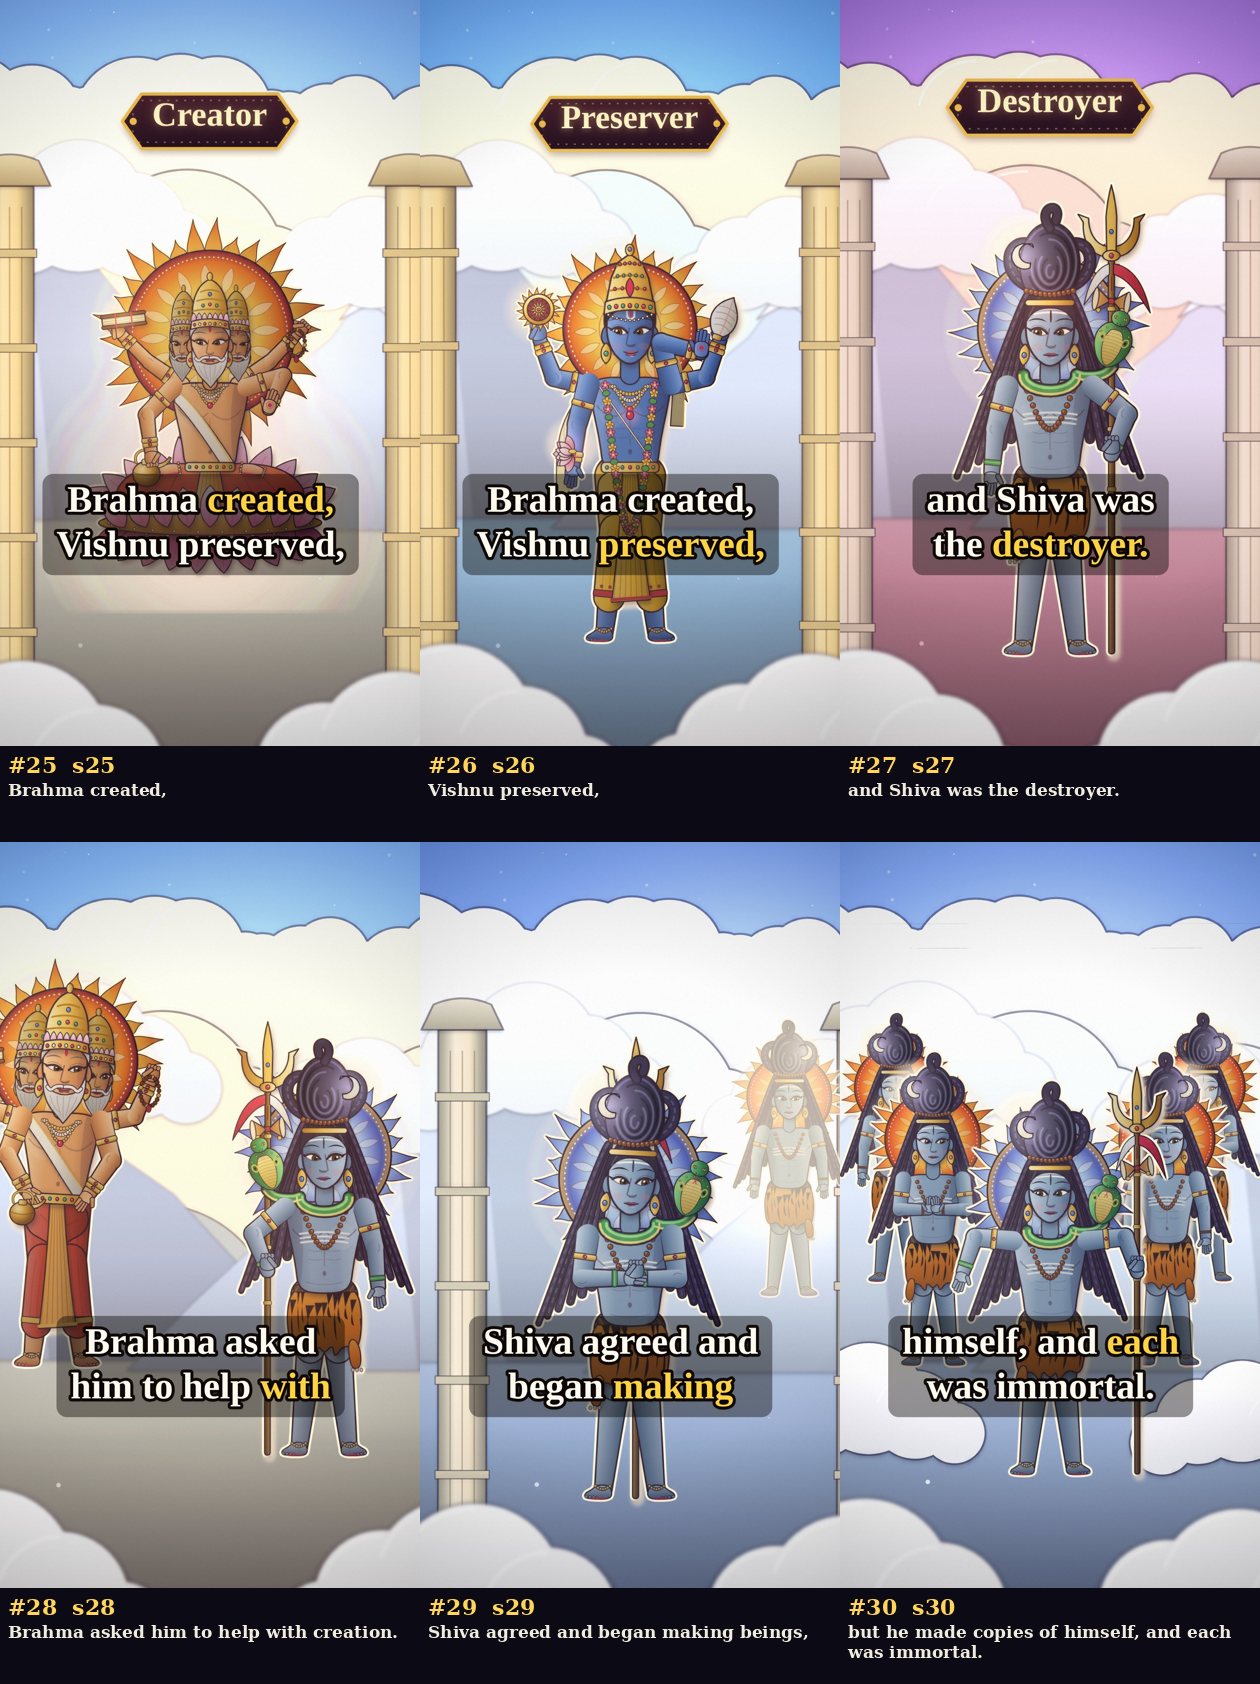 Creator
Brahma created,
Vishnu preserved,
#25 s25
Brahma created,
Preserver
Brahma created,
Vishnu preserved,
#26 s26
Vishnu preserved,
Destroyer
and Shiva was
the destroyer.
#27 s27
and Shiva was the destroyer.
Brahma asked
him to help with
#28 s28
Brahma asked him to help with creation.
Shiva agreed and
began making
#29 s29
Shiva agreed and began making beings,
himself, and each
was immortal.
#30 s30
but he made copies of himself, and each
was immortal.